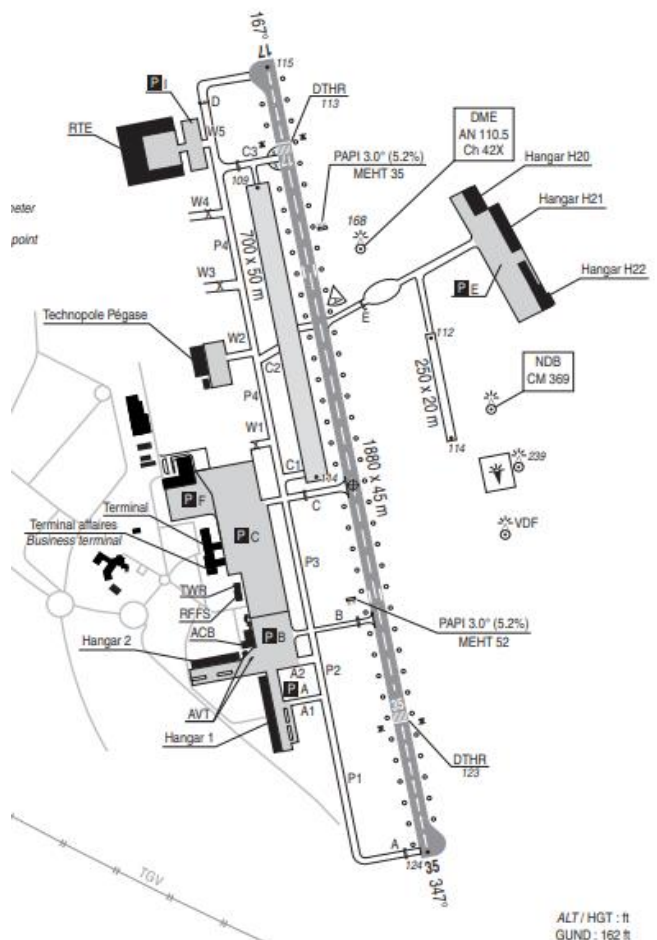 167°
17
115
P I
DTHR
113
D
RTE
W5
C3
109
PAPI 3.0° (5.2%)
MEHT 35
DME
AN 110.5
Ch 42X
168
Hangar H20
Hangar H21
Hangar H22
P E
W4
P4
700 x 50 m
point
W3
A
E
Technopole Pégase
W2
C2
112
250 x 20 m
NDB
CM 369
P4
W1
C1
114
1880 x 45 m
114
239
P F
C
VDF
Terminal
P C
Terminal affaires
Business terminal
P3
TWR
RFFS
B
PAPI 3.0° (5.2%)
MEHT 52
ACB
P B
Hangar 2
A2
P2
P A
A1
AVT
Hangar 1
35
DTHR
123
P1
A
124
35
347°
TGV
ALT / HGT : ft
GUND : 162 ft